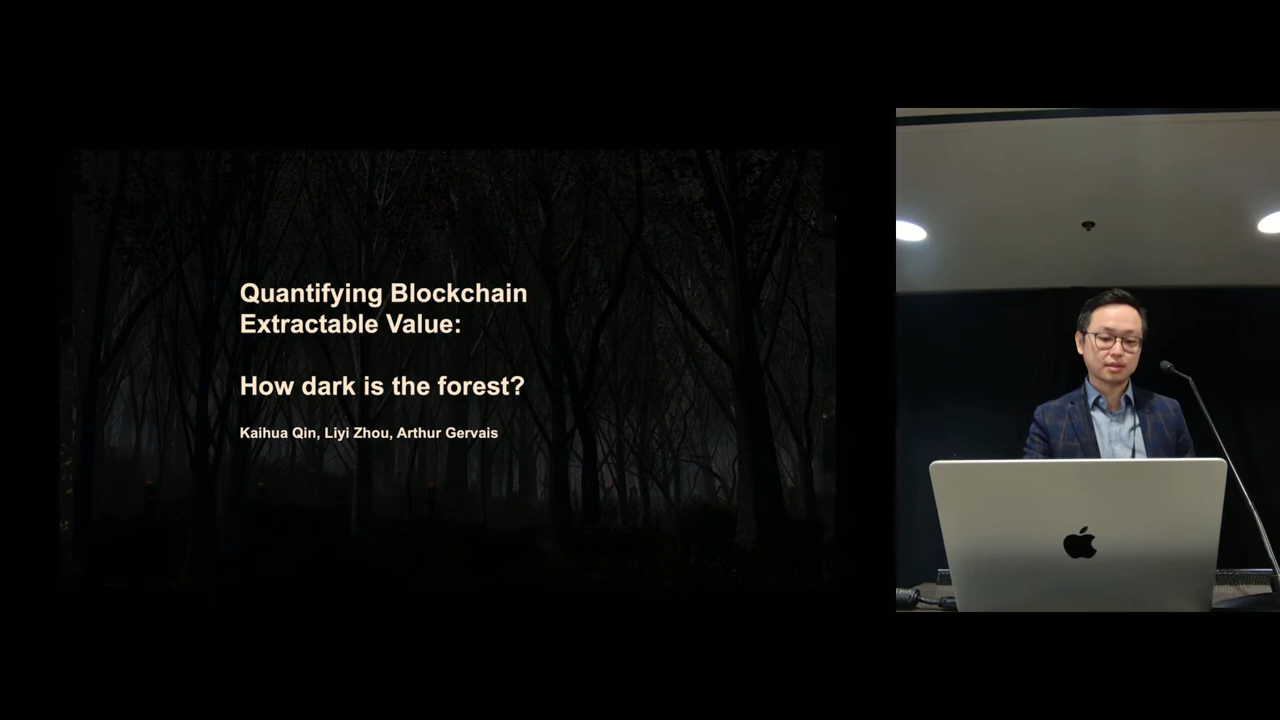 Quantifying Blockchain
Extractable Value:
How dark is the forest?
Kaihua Qin, Liyi Zhou, Arthur Gervais